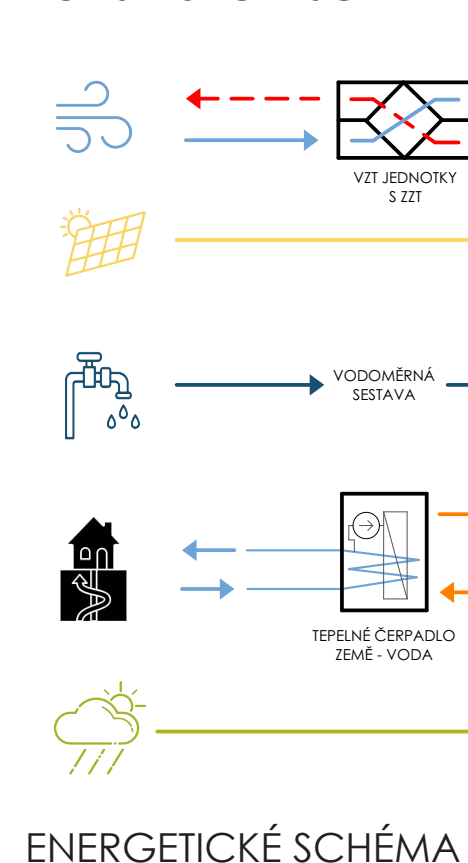 VZT JEDNOTKY
S ZZT
VODOMĚRNÁ
SESTAVA
TEPELNÉ ČERPADLO
ZEMĚ - VODA
ENERGETICKÉ SCHÉMA